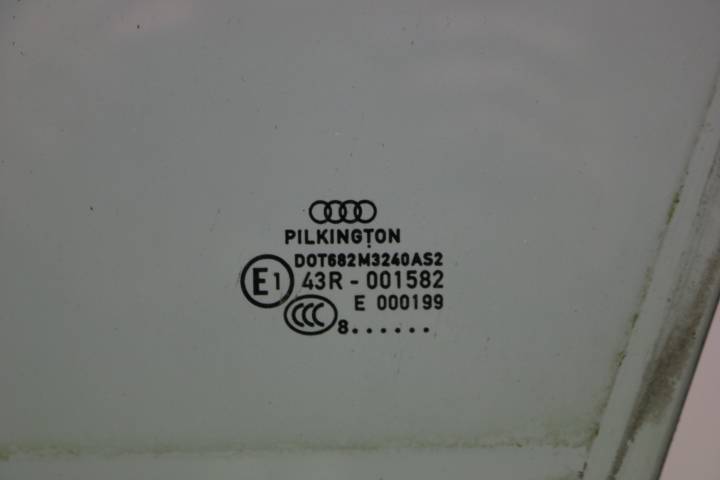 PILKINGTON
DOT682M3240AS2
E1 43R - 001582
E 000199
CCC 8......